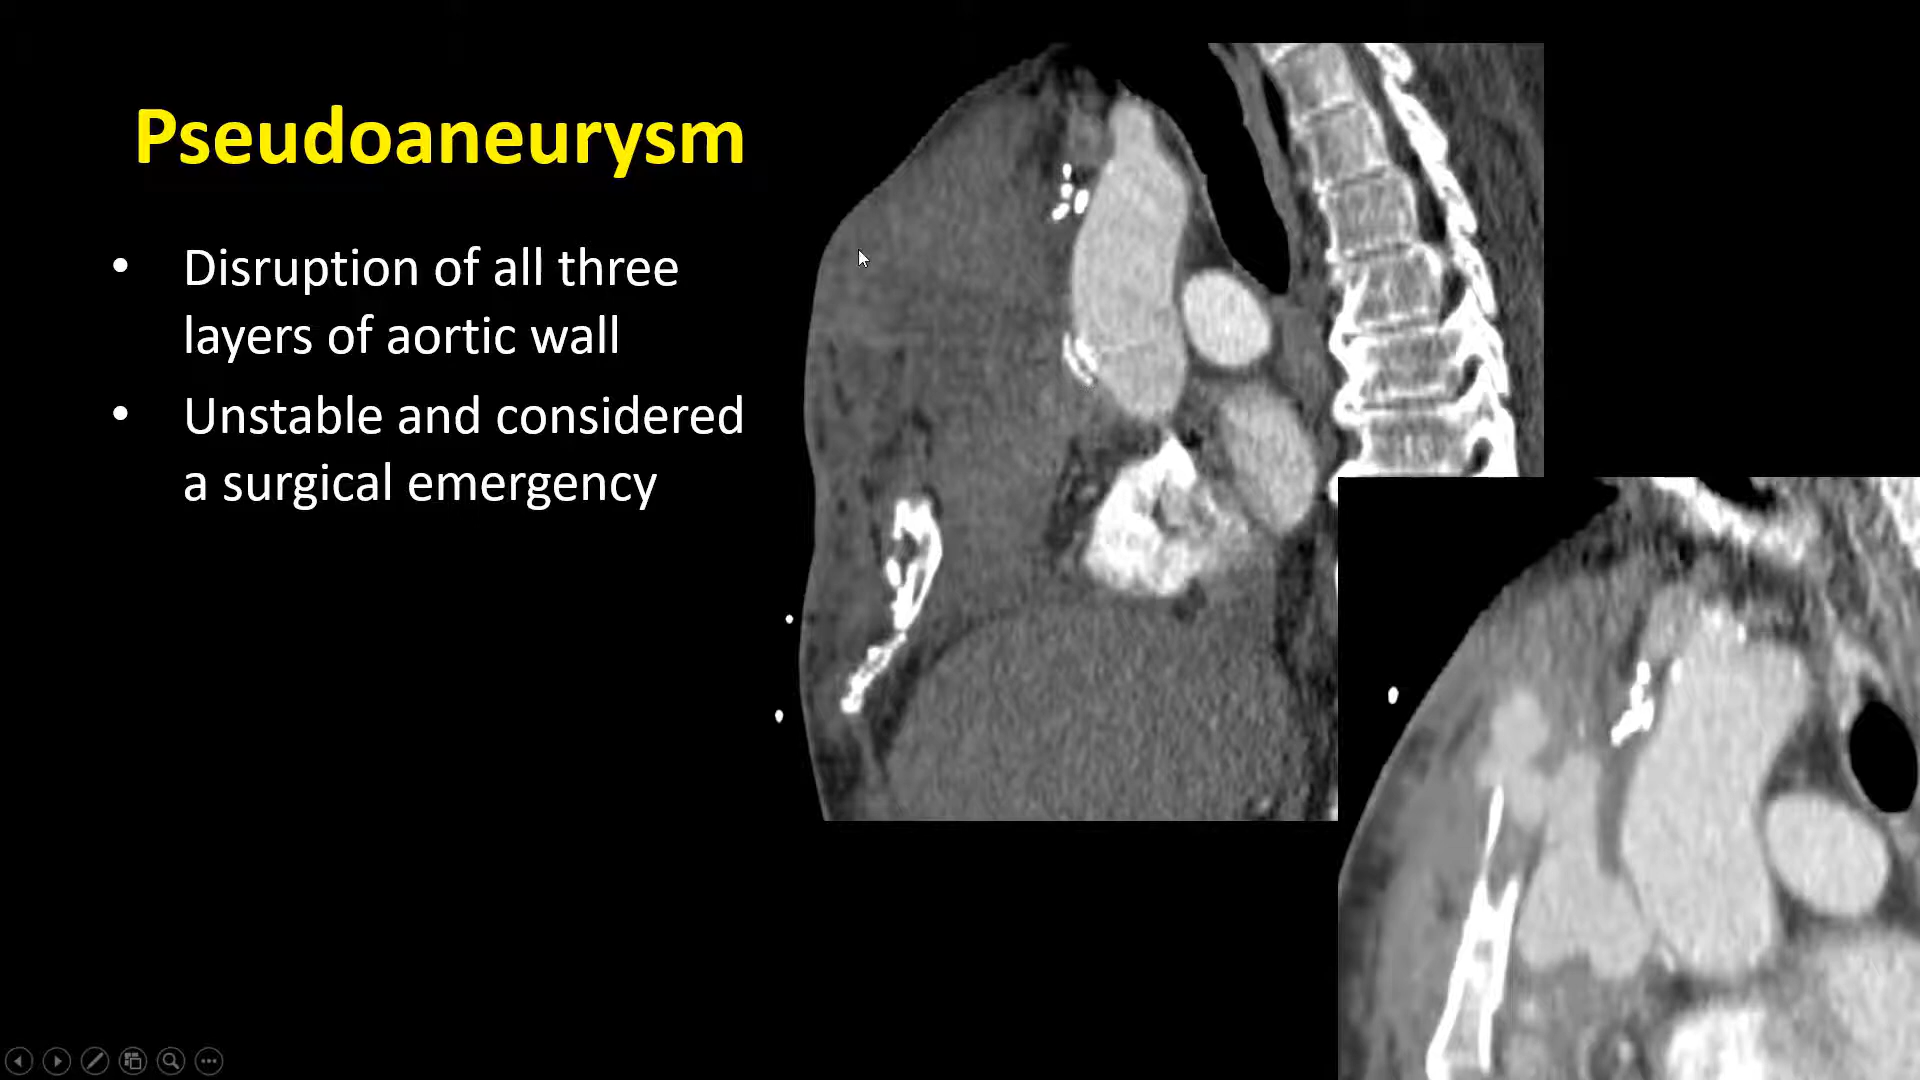 Pseudoaneurysm
• Disruption of all three
layers of aortic wall
• Unstable and considered
a surgical emergency